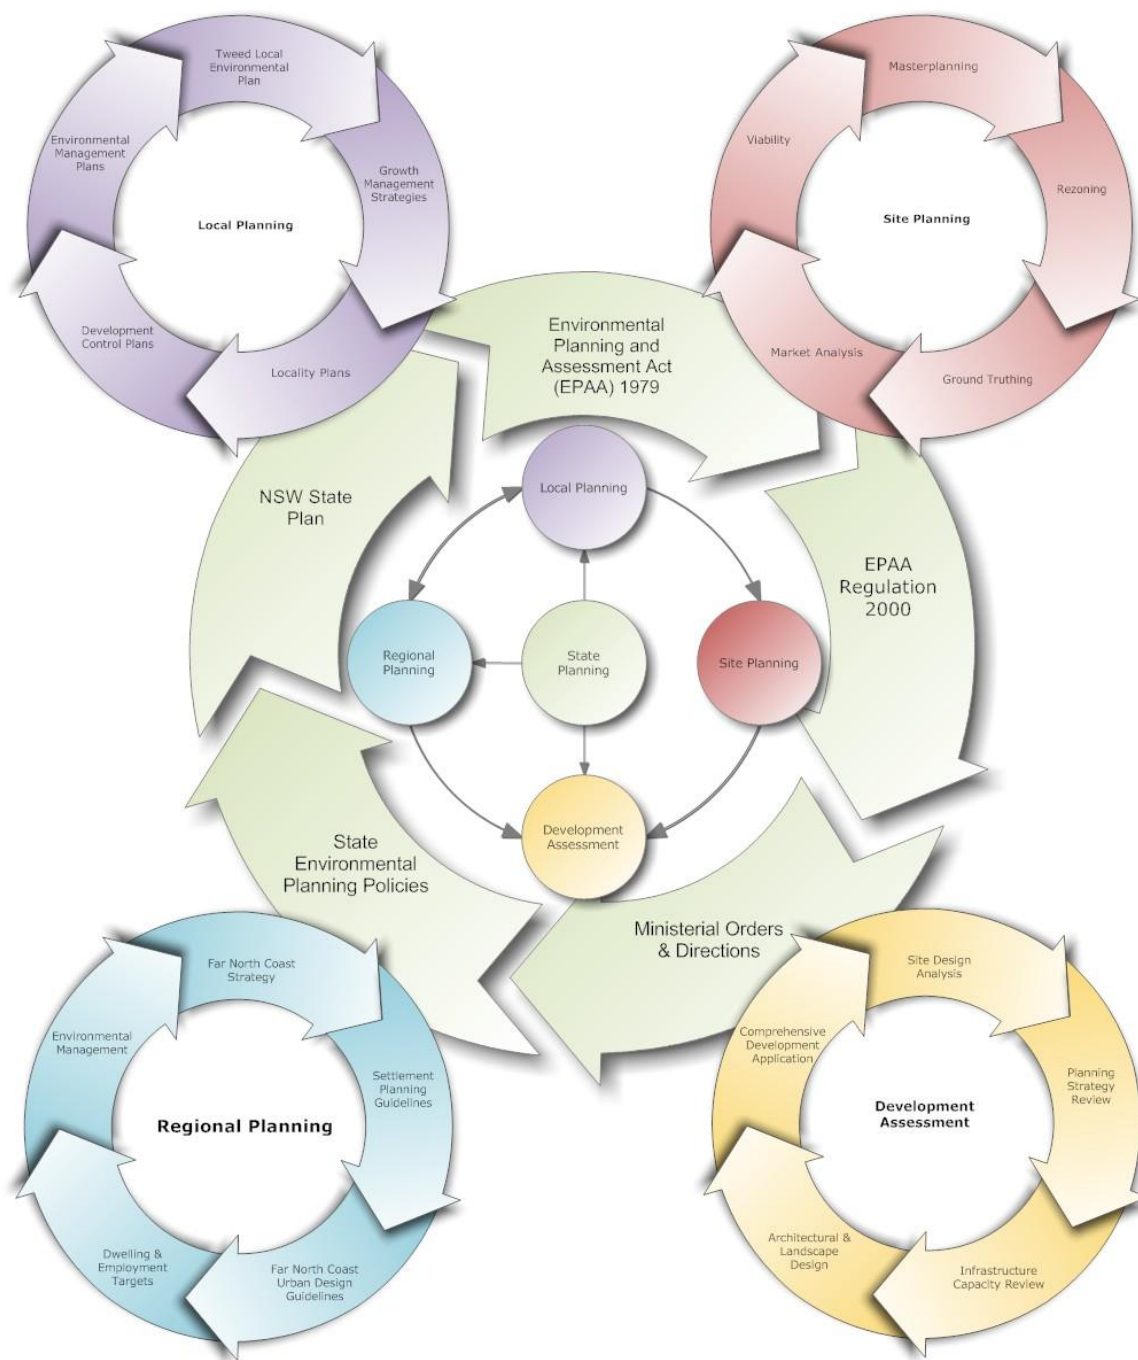 Tweed Local
Environmental
Plan
Environmental
Management
Plans
Growth
Management
Strategies
Local Planning
Development
Control Plans
Locality Plans
Masterplanning
Viability
Rezoning
Site Planning
Market Analysis
Ground Truthing
Environmental
Planning and
Assessment Act
(EPAA) 1979
NSW State
Plan
EPAA
Regulation
2000
State
Environmental
Planning Policies
Ministerial Orders
& Directions
Local Planning
Regional
Planning
State
Planning
Site Planning
Development
Assessment
Far North Coast
Strategy
Environmental
Management
Settlement
Planning
Guidelines
Regional Planning
Dwelling &
Employment
Targets
Far North Coast
Urban Design
Guidelines
Site Design
Analysis
Comprehensive
Development
Application
Planning
Strategy
Review
Development
Assessment
Architectural &
Landscape
Design
Infrastructure
Capacity Review